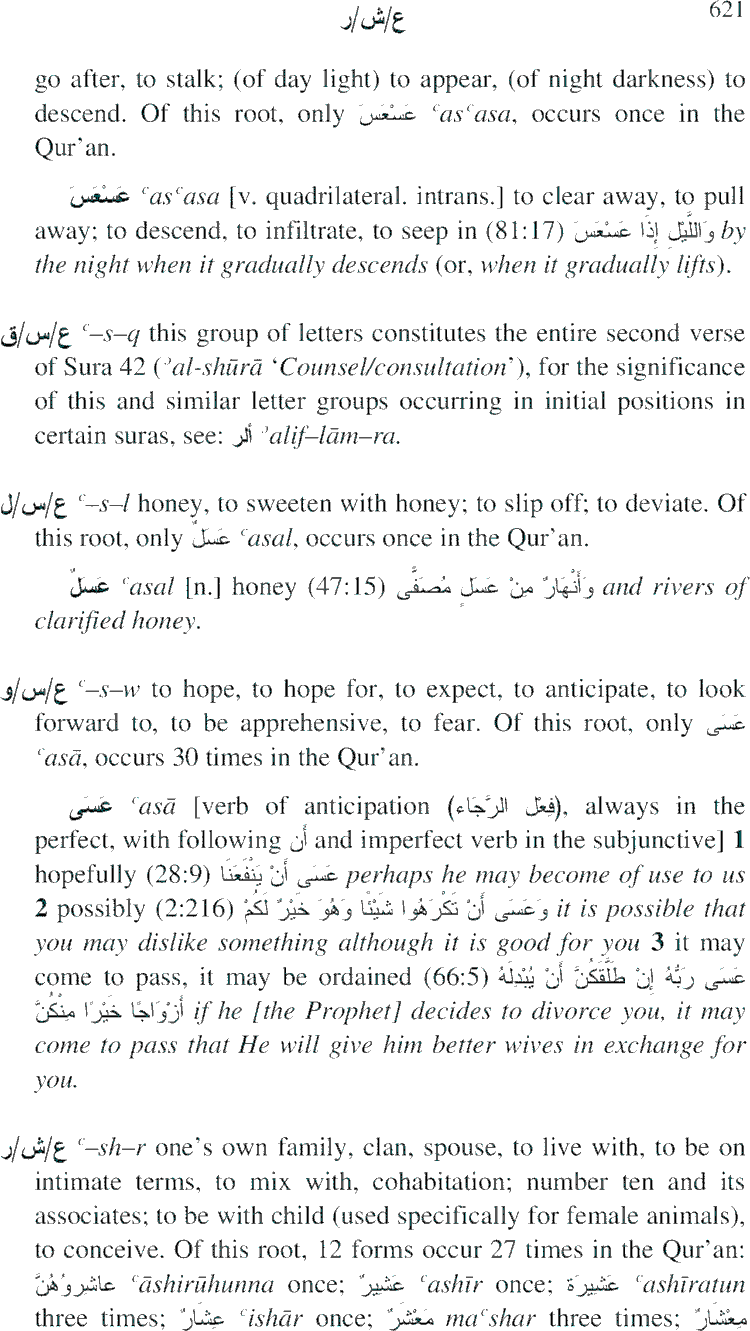 ع/ش/ر 621
go after, to stalk; (of day light) to appear, (of night darkness) to
descend. Of this root, only عَسْعَسَ ʿasʿasa, occurs once in the
Qur’an.
عَسْعَسَ ʿasʿasa [v. quadrilateral. intrans.] to clear away, to pull
away; to descend, to infiltrate, to seep in (81:17) وَاللَّيْلِ إِذَا عَسْعَسَ by
the night when it gradually descends (or, when it gradually lifts).
ع/س/ق ʿ–s–q this group of letters constitutes the entire second verse
of Sura 42 (ʾal-shūrā ‘Counsel/consultation’), for the significance
of this and similar letter groups occurring in initial positions in
certain suras, see: ألر ʾalif–lām–ra.
ع/س/ل ʿ–s–l honey, to sweeten with honey; to slip off; to deviate. Of
this root, only عَسَلٌ ʿasal, occurs once in the Qur’an.
عَسَلٌ ʿasal [n.] honey (47:15) وَأَنْهَارٌ مِنْ عَسَلٍ مُصَفًّى and rivers of
clarified honey.
ع/س/و ʿ–s–w to hope, to hope for, to expect, to anticipate, to look
forward to, to be apprehensive, to fear. Of this root, only عَسَى
ʿasā, occurs 30 times in the Qur’an.
عَسَى ʿasā [verb of anticipation (فِعْل الرَّجَاء), always in the
perfect, with following أَن and imperfect verb in the subjunctive] 1
hopefully (28:9) عَسَى أَنْ يَنْفَعَنَا perhaps he may become of use to us
2 possibly (2:216) وَعَسَى أَنْ تَكْرَهُوا شَيْئًا وَهُوَ خَيْرٌ لَكُمْ it is possible that
you may dislike something although it is good for you 3 it may
come to pass, it may be ordained (66:5) عَسَى رَبُّهُ إِنْ طَلَّقَكُنَّ أَنْ يُبْدِلَهُ
أَزْوَاجًا خَيْرًا مِنْكُنَّ if he [the Prophet] decides to divorce you, it may
come to pass that He will give him better wives in exchange for
you.
ع/ش/ر ʿ–sh–r one’s own family, clan, spouse, to live with, to be on
intimate terms, to mix with, cohabitation; number ten and its
associates; to be with child (used specifically for female animals),
to conceive. Of this root, 12 forms occur 27 times in the Qur’an:
عاشروْهُنَّ ʿāshirūhunna once; عَشيرٌ ʿashīr once; عَشِيرَة ʿashīratun
three times; عِشَارٌ ʿishār once; مَعْشَرٌ maʿshar three times; مِعْشَارٌ